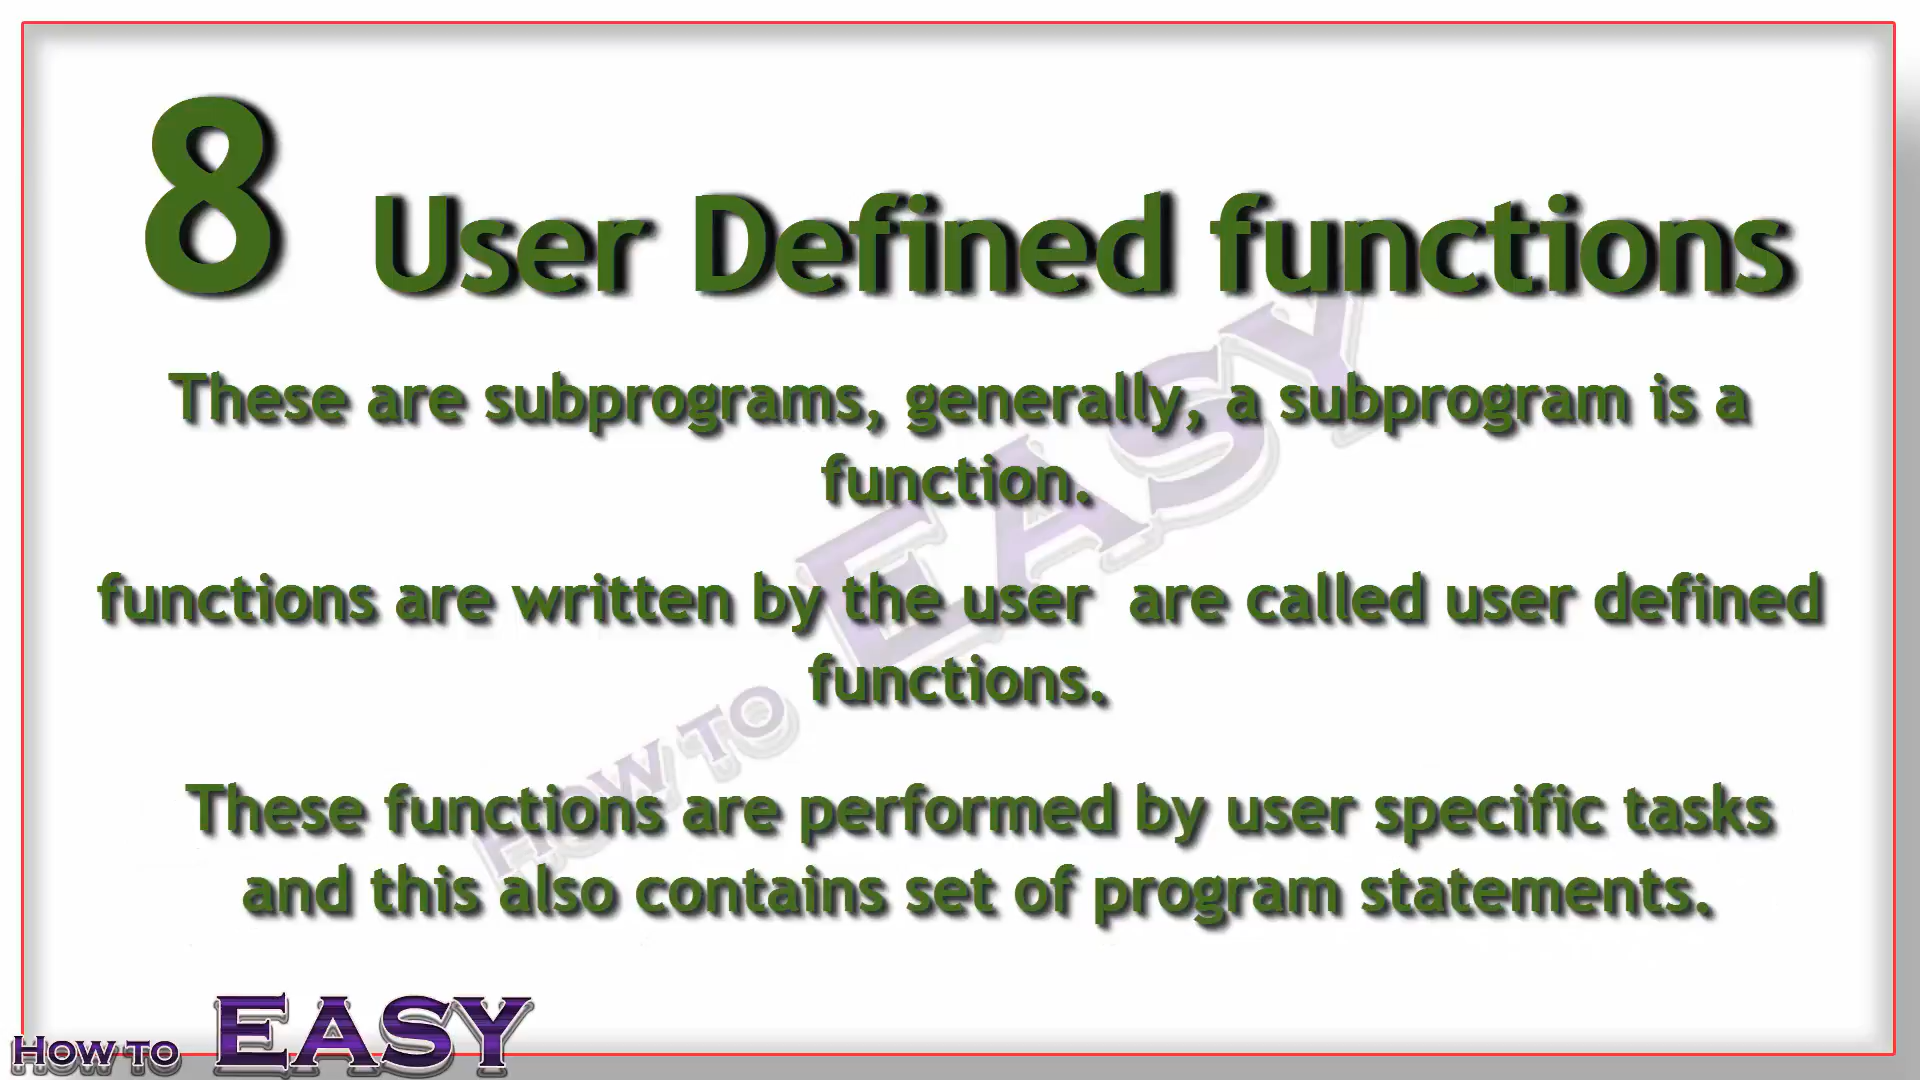 8 User Defined functions
These are subprograms, generally, a subprogram is a
function.
functions are written by the user are called user defined
functions.
These functions are performed by user specific tasks
and this also contains set of program statements.
How to EASY
How to EASY